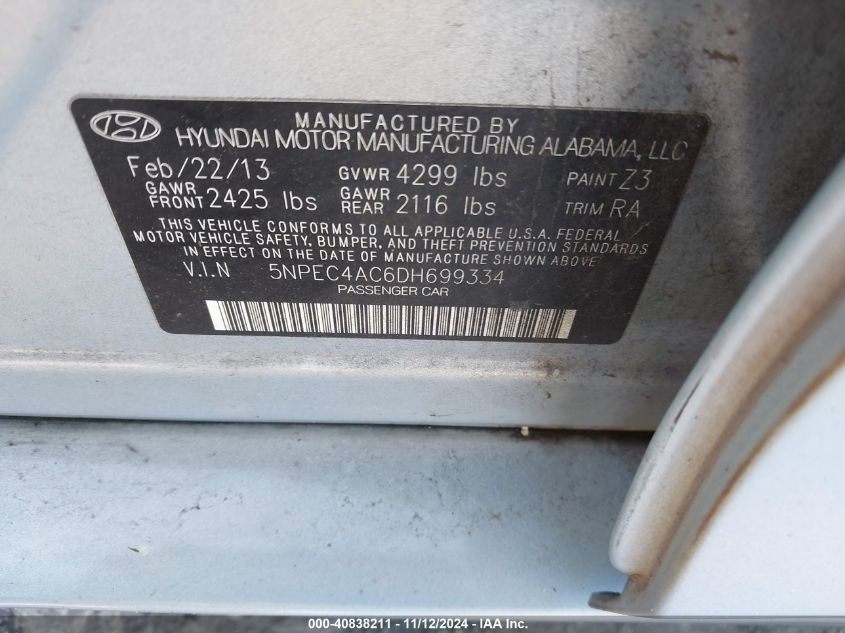 MANUFACTURED BY
HYUNDAI MOTOR MANUFACTURING ALABAMA, LLC
Feb/22/13 GVWR 4299 lbs PAINT Z3
GAWR FRONT 2425 lbs GAWR REAR 2116 lbs TRIM RA
THIS VEHICLE CONFORMS TO ALL APPLICABLE U.S.A. FEDERAL
MOTOR VEHICLE SAFETY, BUMPER, AND THEFT PREVENTION STANDARDS
IN EFFECT ON THE DATE OF MANUFACTURE SHOWN ABOVE.
V.I.N 5NPEC4AC6DH699334
PASSENGER CAR
000-40838211 - 11/12/2024 - IAA Inc.